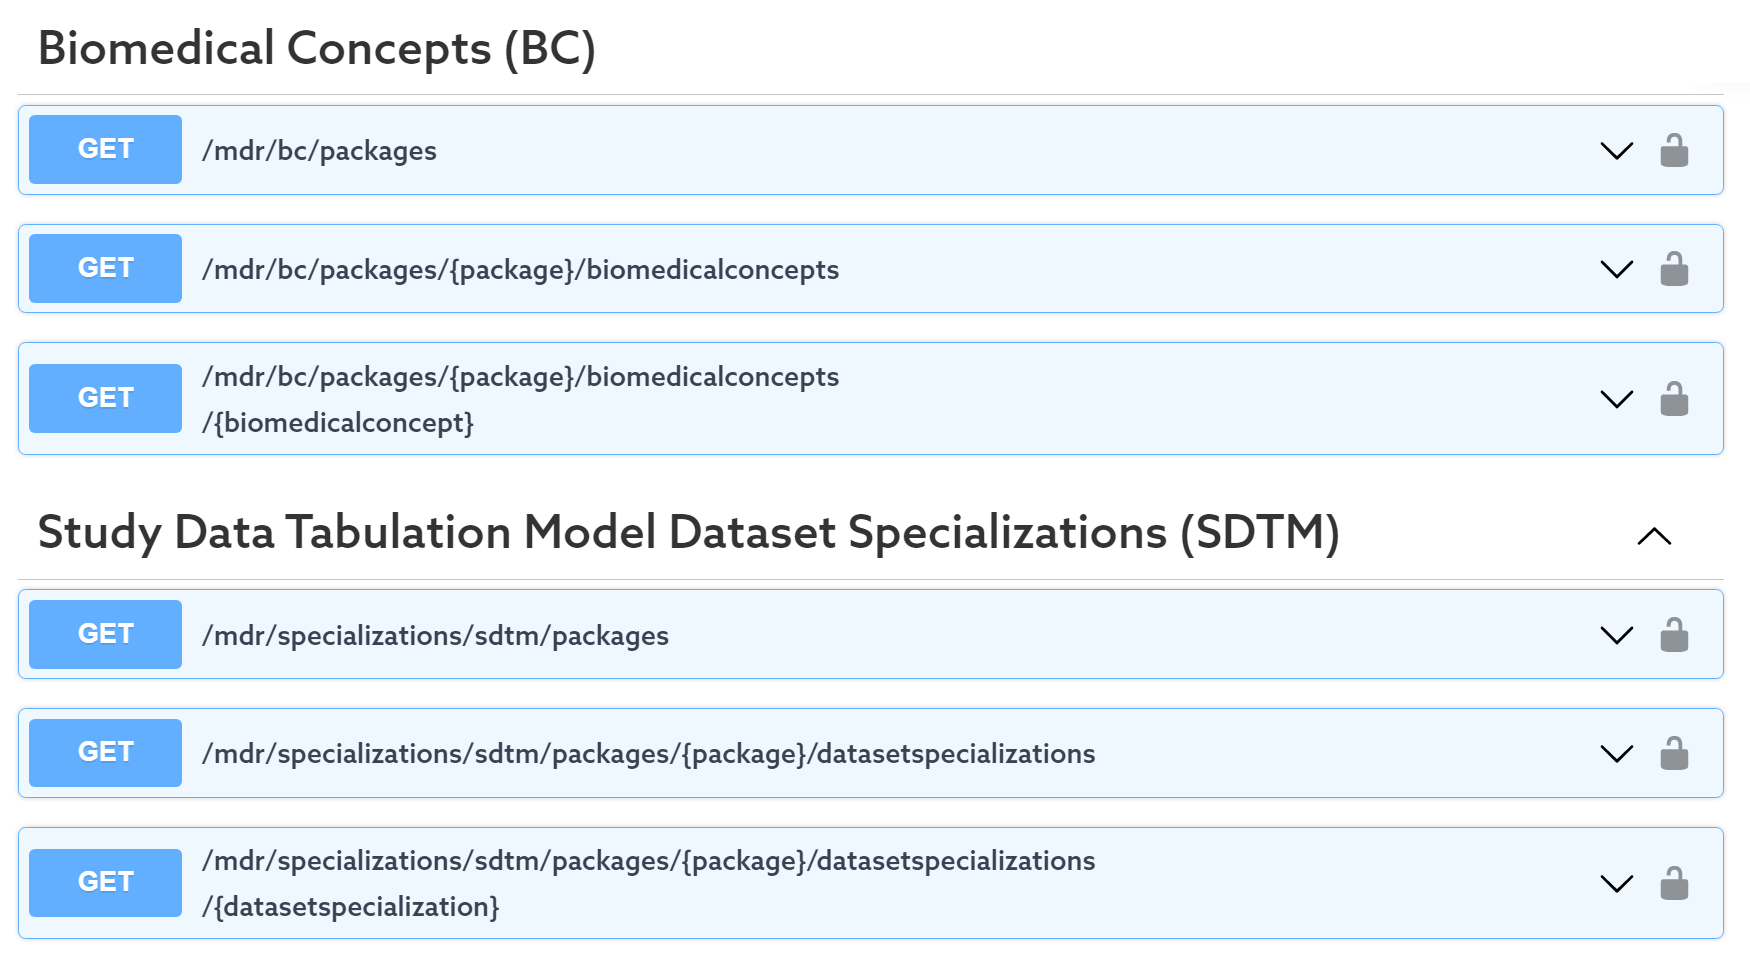 Biomedical Concepts (BC)
GET /mdr/bc/packages
GET /mdr/bc/packages/{package}/biomedicalconcepts
GET /mdr/bc/packages/{package}/biomedicalconcepts
/{biomedicalconcept}
Study Data Tabulation Model Dataset Specializations (SDTM)
GET /mdr/specializations/sdtm/packages
GET /mdr/specializations/sdtm/packages/{package}/datasetspecializations
GET /mdr/specializations/sdtm/packages/{package}/datasetspecializations
/{datasetspecialization}